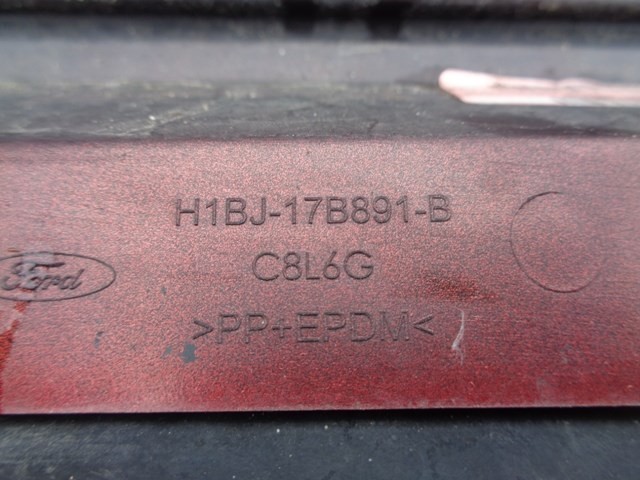 H1BJ-17B891-B
C8L6G
Ford
>PP+EPDM<